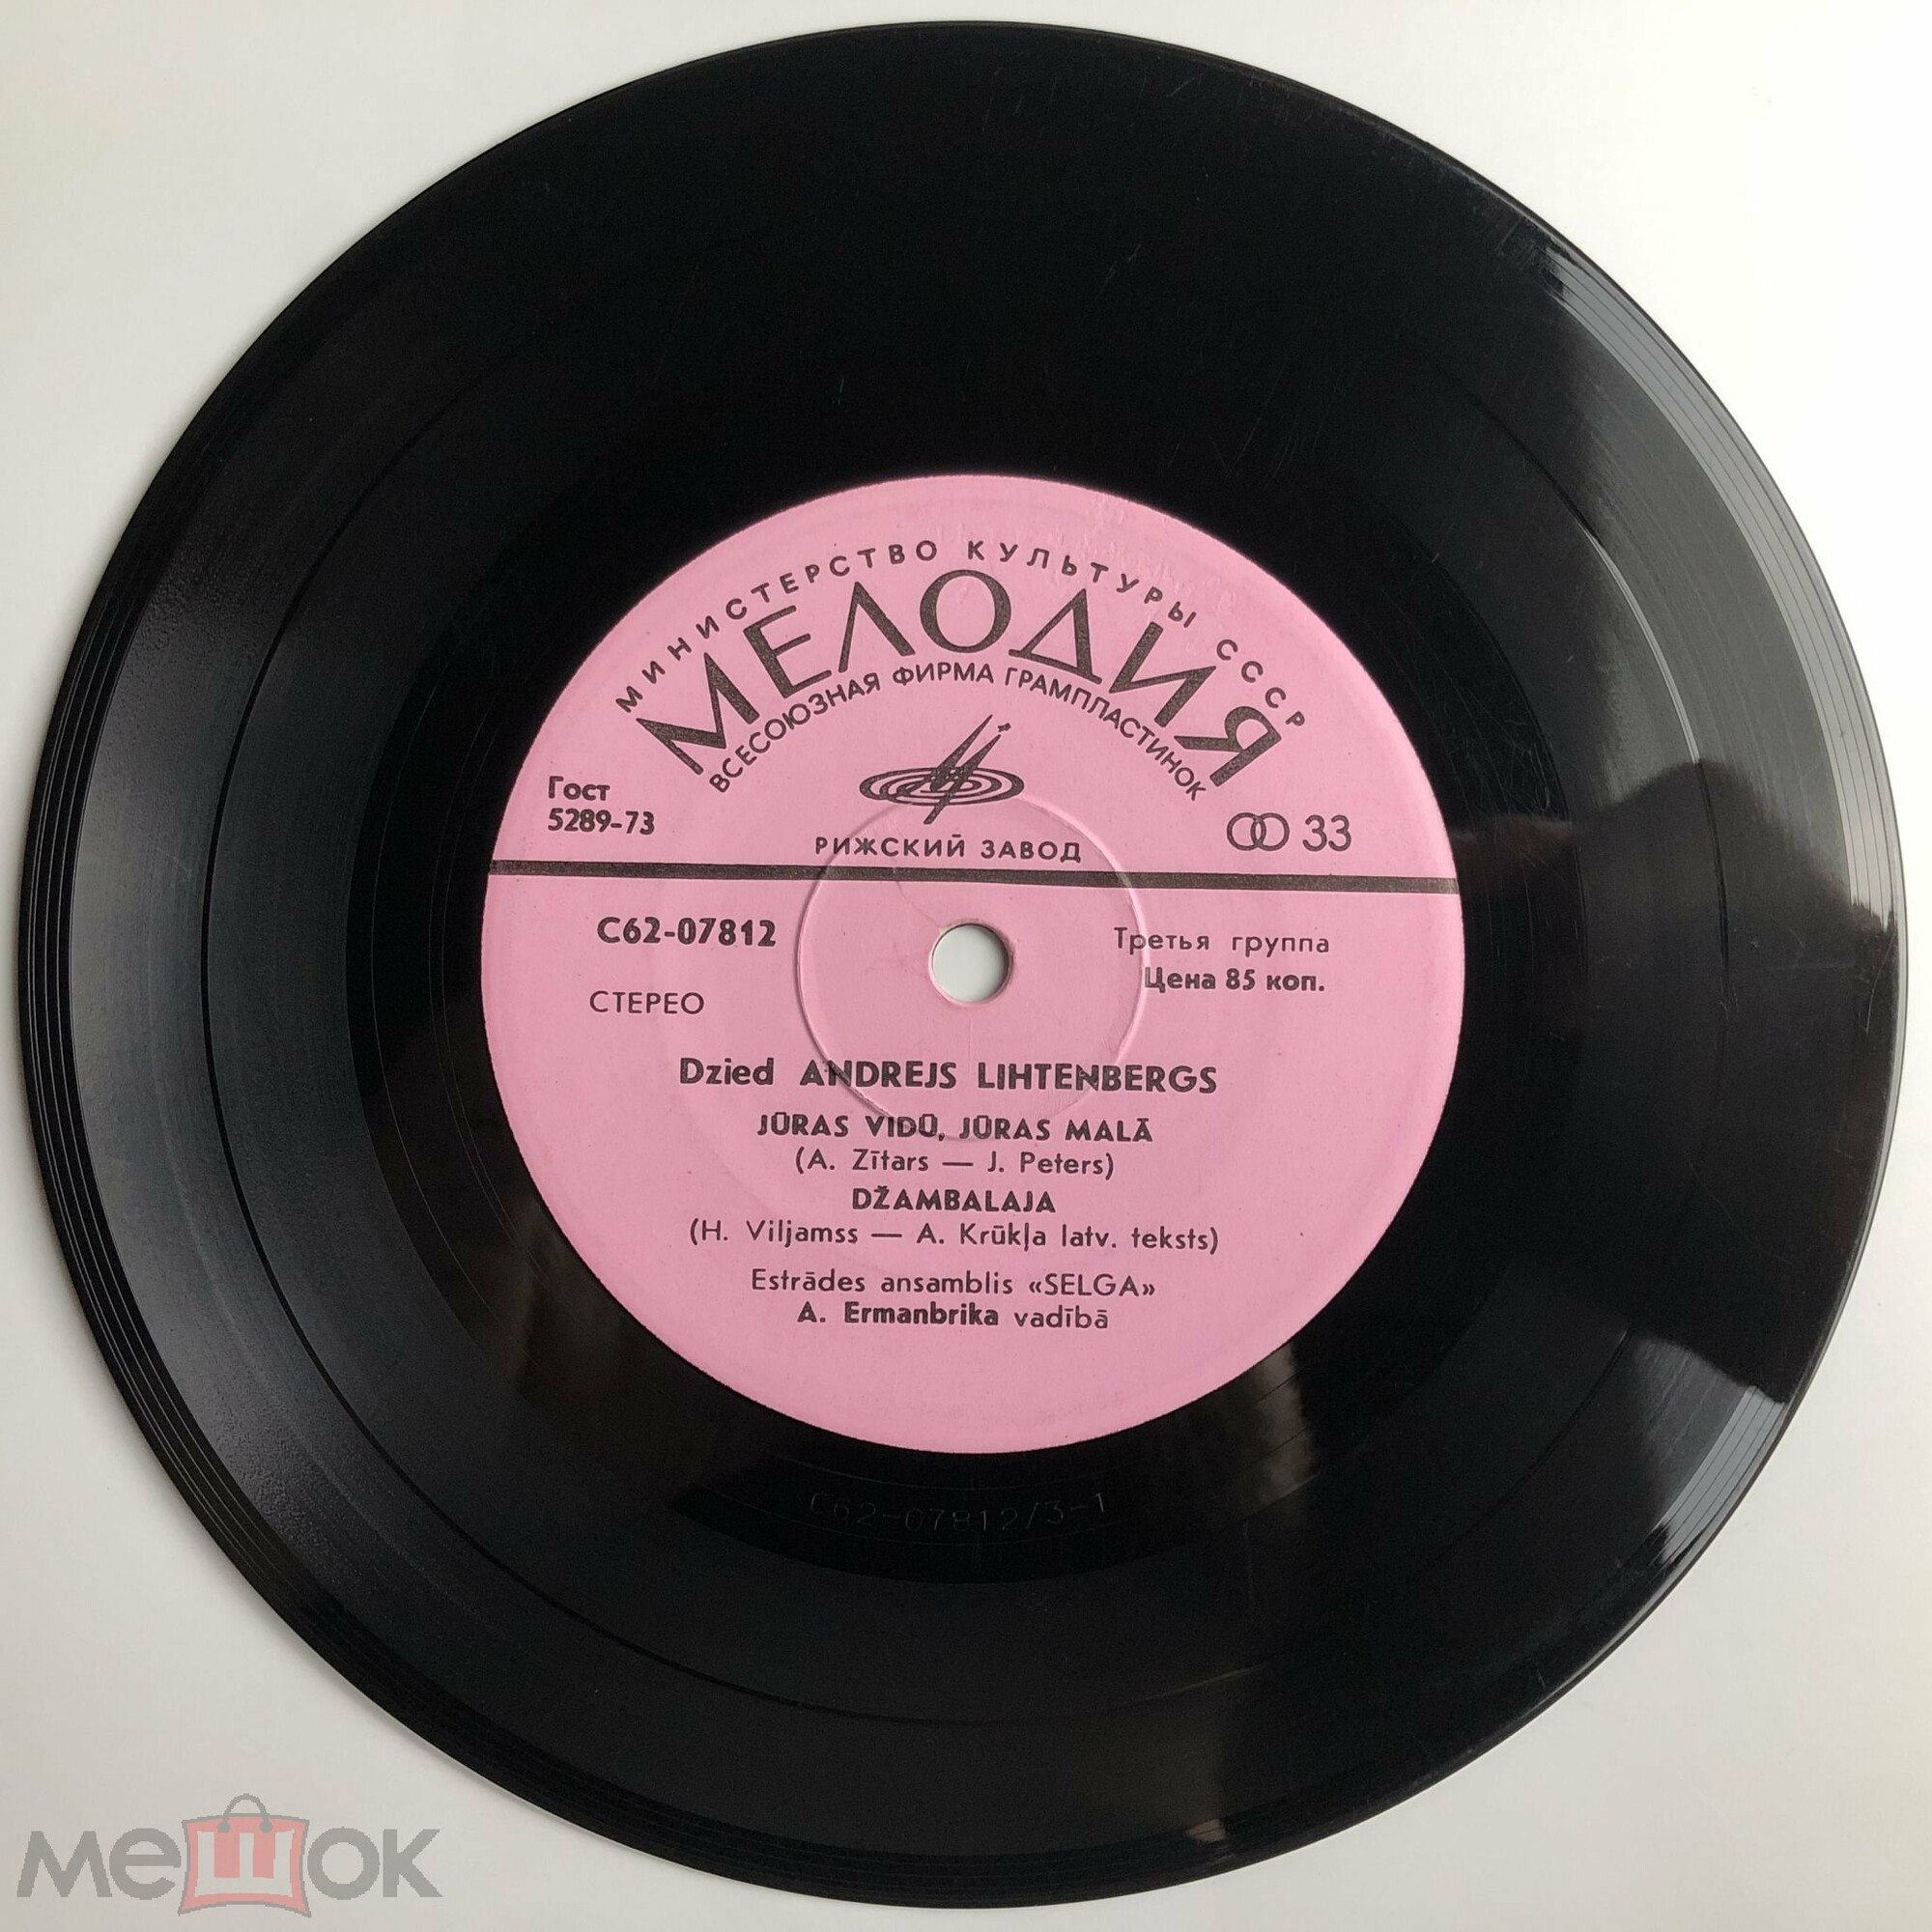 МИНИСТЕРСТВО КУЛЬТУРЫ СССР
МЕЛОДИЯ
ВСЕСОЮЗНАЯ ФИРМА ГРАМПЛАСТИНОК
Гост
5289-73
РИЖСКИЙ ЗАВОД
33
С62-07812
Третья группа
Цена 85 коп.
СТЕРЕО
Dzied ANDREJS LIHTENBERGS
JŪRAS VIDŪ, JŪRAS MALĀ
(A. Zītars — J. Peters)
DŽAMBALAJA
(H. Viljamss — A. Krūkļa latv. teksts)
Estrādes ansamblis «SELGA»
A. Ermanbrika vadībā
С62-07812/3-1
мешок